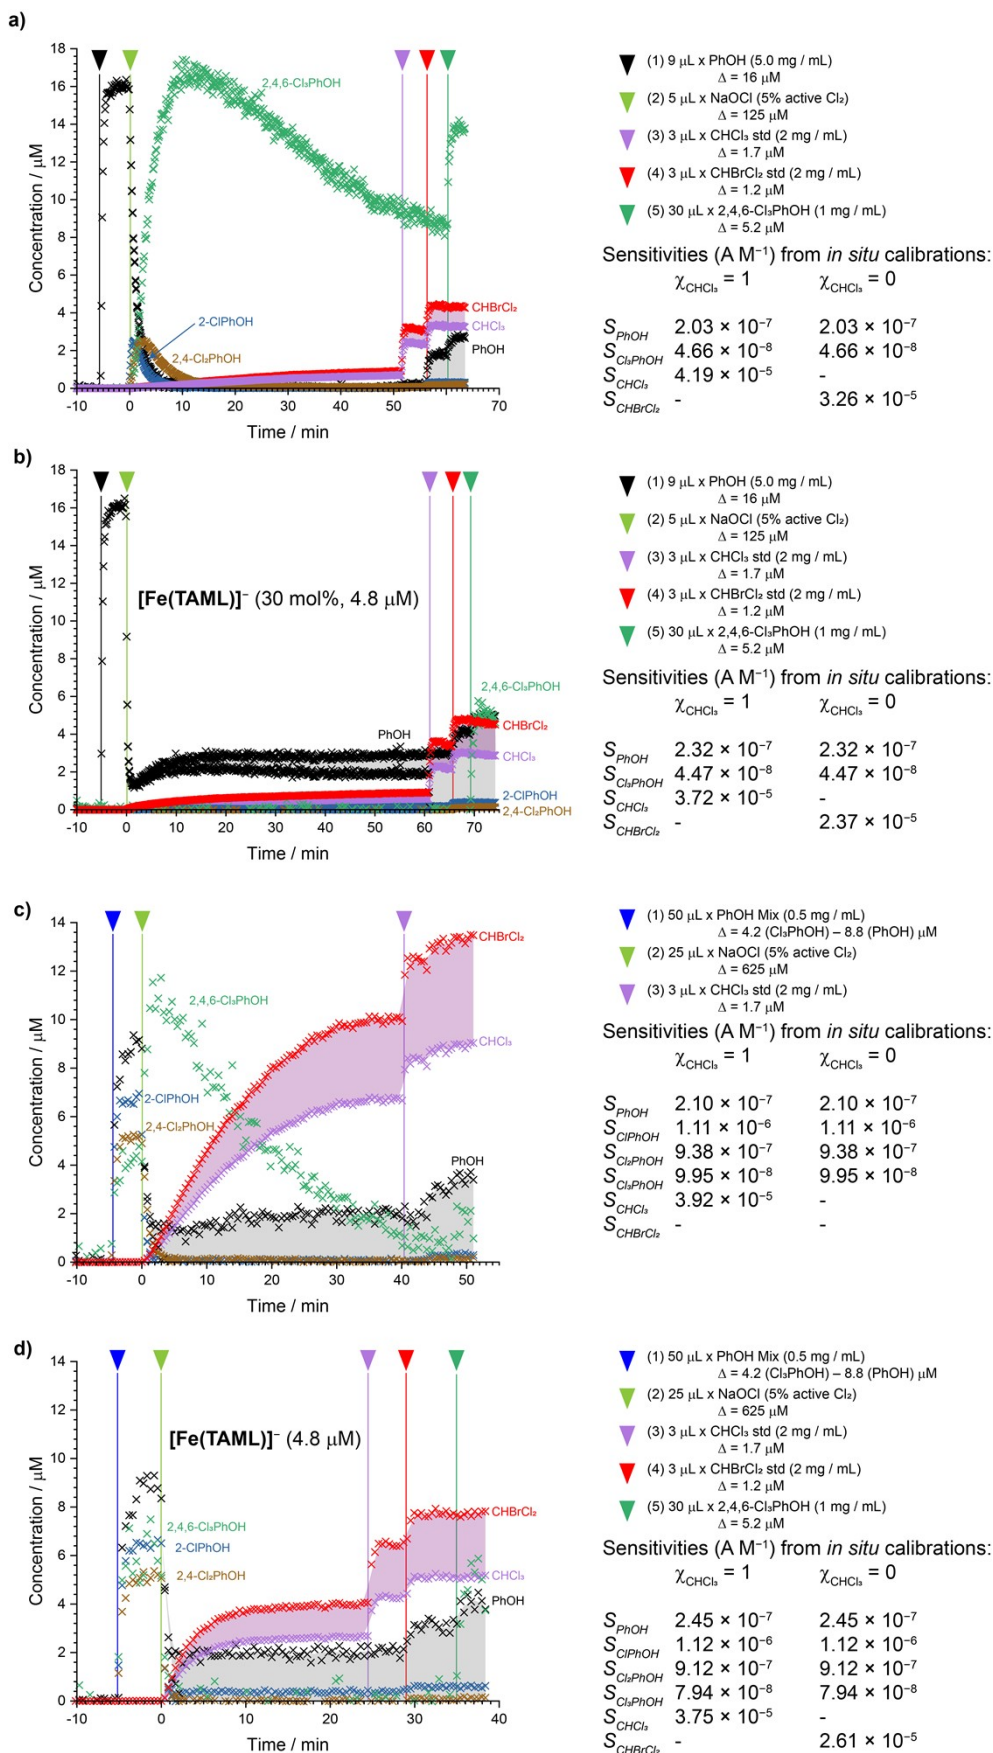 a)
18
16
14
12
10
8
6
4
2
0
Concentration / μM
-10
0
10
20
30
40
50
60
70
Time / min
2,4,6-Cl₃PhOH
2-ClPhOH
2,4-Cl₂PhOH
CHBrCl₂
CHCl₃
PhOH
(1) 9 μL x PhOH (5.0 mg / mL)
Δ = 16 μM
(2) 5 μL x NaOCl (5% active Cl₂)
Δ = 125 μM
(3) 3 μL x CHCl₃ std (2 mg / mL)
Δ = 1.7 μM
(4) 3 μL x CHBrCl₂ std (2 mg / mL)
Δ = 1.2 μM
(5) 30 μL x 2,4,6-Cl₃PhOH (1 mg / mL)
Δ = 5.2 μM
Sensitivities (A M⁻¹) from in situ calibrations:
χCHCl₃ = 1 χCHCl₃ = 0
S_PhOH 2.03 × 10⁻⁷ 2.03 × 10⁻⁷
S_Cl₃PhOH 4.66 × 10⁻⁸ 4.66 × 10⁻⁸
S_CHCl₃ 4.19 × 10⁻⁵ -
S_CHBrCl₂ - 3.26 × 10⁻⁵
b)
18
16
14
12
10
8
6
4
2
0
Concentration / μM
-10
0
10
20
30
40
50
60
70
Time / min
[Fe(TAML)]⁻ (30 mol%, 4.8 μM)
2,4,6-Cl₃PhOH
PhOH
CHBrCl₂
CHCl₃
2-ClPhOH
2,4-Cl₂PhOH
(1) 9 μL x PhOH (5.0 mg / mL)
Δ = 16 μM
(2) 5 μL x NaOCl (5% active Cl₂)
Δ = 125 μM
(3) 3 μL x CHCl₃ std (2 mg / mL)
Δ = 1.7 μM
(4) 3 μL x CHBrCl₂ std (2 mg / mL)
Δ = 1.2 μM
(5) 30 μL x 2,4,6-Cl₃PhOH (1 mg / mL)
Δ = 5.2 μM
Sensitivities (A M⁻¹) from in situ calibrations:
χCHCl₃ = 1 χCHCl₃ = 0
S_PhOH 2.32 × 10⁻⁷ 2.32 × 10⁻⁷
S_Cl₃PhOH 4.47 × 10⁻⁸ 4.47 × 10⁻⁸
S_CHCl₃ 3.72 × 10⁻⁵ -
S_CHBrCl₂ - 2.37 × 10⁻⁵
c)
14
12
10
8
6
4
2
0
Concentration / μM
-10
0
10
20
30
40
50
Time / min
CHBrCl₂
2,4,6-Cl₃PhOH
CHCl₃
2-ClPhOH
2,4-Cl₂PhOH
PhOH
(1) 50 μL x PhOH Mix (0.5 mg / mL)
Δ = 4.2 (Cl₃PhOH) – 8.8 (PhOH) μM
(2) 25 μL x NaOCl (5% active Cl₂)
Δ = 625 μM
(3) 3 μL x CHCl₃ std (2 mg / mL)
Δ = 1.7 μM
Sensitivities (A M⁻¹) from in situ calibrations:
χCHCl₃ = 1 χCHCl₃ = 0
S_PhOH 2.10 × 10⁻⁷ 2.10 × 10⁻⁷
S_ClPhOH 1.11 × 10⁻⁶ 1.11 × 10⁻⁶
S_Cl₂PhOH 9.38 × 10⁻⁷ 9.38 × 10⁻⁷
S_Cl₃PhOH 9.95 × 10⁻⁸ 9.95 × 10⁻⁸
S_CHCl₃ 3.92 × 10⁻⁵ -
S_CHBrCl₂ - -
d)
14
12
10
8
6
4
2
0
Concentration / μM
-10
0
10
20
30
40
Time / min
[Fe(TAML)]⁻ (4.8 μM)
2,4,6-Cl₃PhOH
2-ClPhOH
2,4-Cl₂PhOH
CHBrCl₂
CHCl₃
PhOH
(1) 50 μL x PhOH Mix (0.5 mg / mL)
Δ = 4.2 (Cl₃PhOH) – 8.8 (PhOH) μM
(2) 25 μL x NaOCl (5% active Cl₂)
Δ = 625 μM
(3) 3 μL x CHCl₃ std (2 mg / mL)
Δ = 1.7 μM
(4) 3 μL x CHBrCl₂ std (2 mg / mL)
Δ = 1.2 μM
(5) 30 μL x 2,4,6-Cl₃PhOH (1 mg / mL)
Δ = 5.2 μM
Sensitivities (A M⁻¹) from in situ calibrations:
χCHCl₃ = 1 χCHCl₃ = 0
S_PhOH 2.45 × 10⁻⁷ 2.45 × 10⁻⁷
S_ClPhOH 1.12 × 10⁻⁶ 1.12 × 10⁻⁶
S_Cl₂PhOH 9.12 × 10⁻⁷ 9.12 × 10⁻⁷
S_Cl₃PhOH 7.94 × 10⁻⁸ 7.94 × 10⁻⁸
S_CHCl₃ 3.75 × 10⁻⁵ -
S_CHBrCl₂ - 2.61 × 10⁻⁵